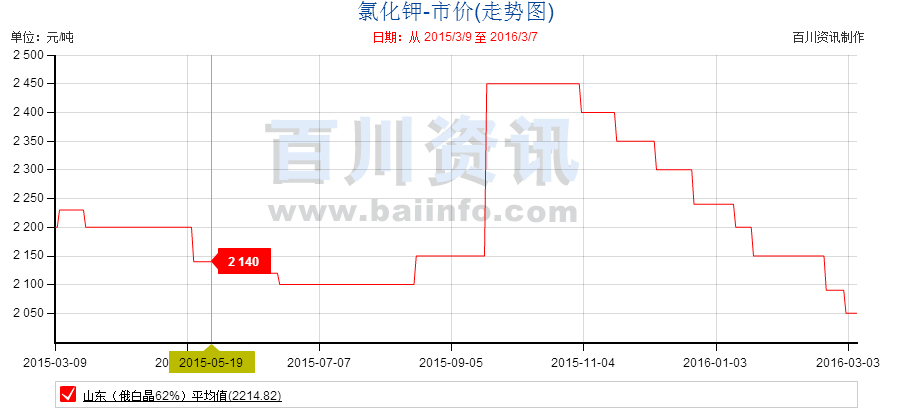 氯化钾-市价(走势图)
单位：元/吨
日期：从 2015/3/9 至 2016/3/7
百川资讯制作
2 500
2 450
2 400
2 350
2 300
2 250
2 200
2 150
2 100
2 050
百川资讯
www.baiinfo.com
2 140
2015-03-09
2015-05-19
2015-07-07
2015-09-05
2015-11-04
2016-01-03
2016-03-03
山东（俄白晶62%）平均值(2214.82)